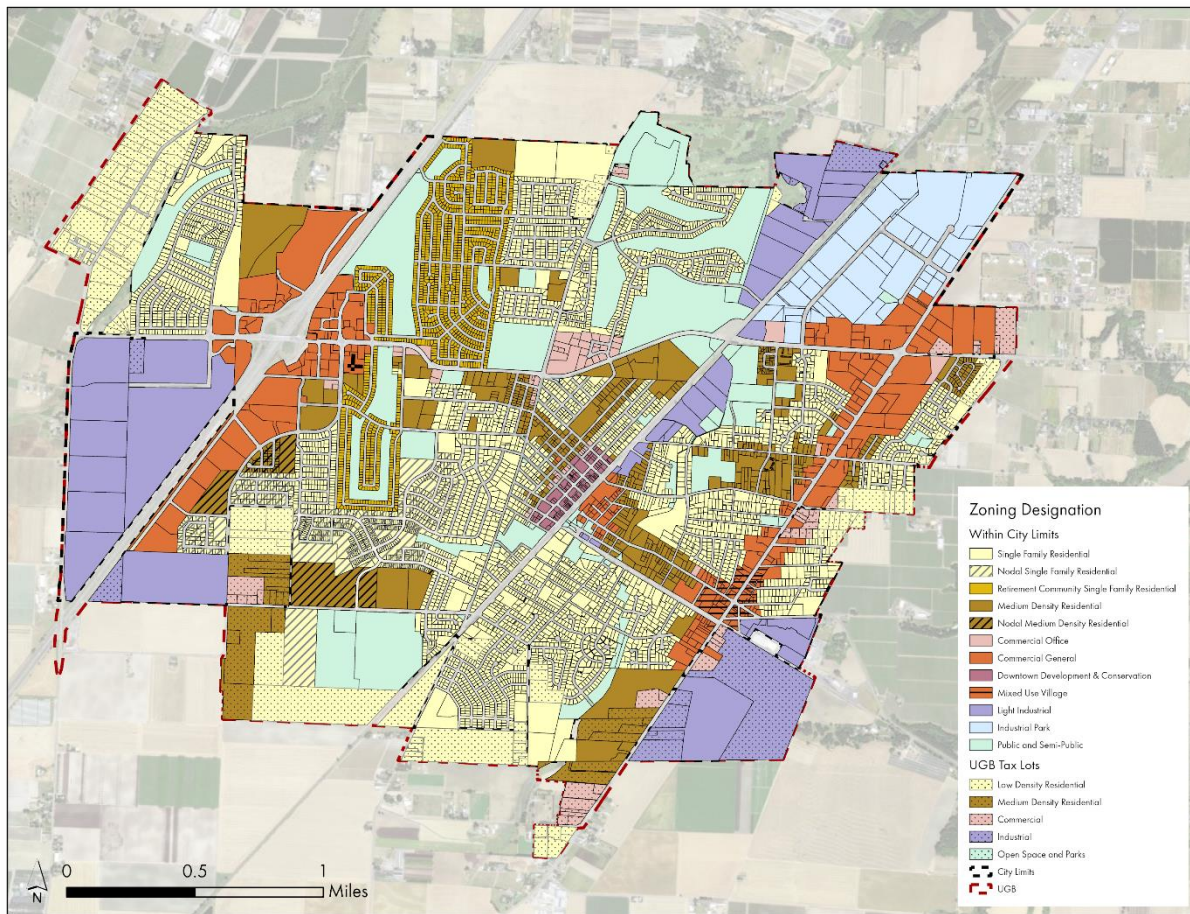 Zoning Designation
Within City Limits
Single Family Residential
Nodal Single Family Residential
Retirement Community Single Family Residential
Medium Density Residential
Nodal Medium Density Residential
Commercial Office
Commercial General
Downtown Development & Conservation
Mixed Use Village
Light Industrial
Industrial Park
Public and Semi-Public
UGB Tax Lots
Low Density Residential
Medium Density Residential
Commercial
Industrial
Open Space and Parks
City Limits
UGB
N
0 0.5 1
Miles